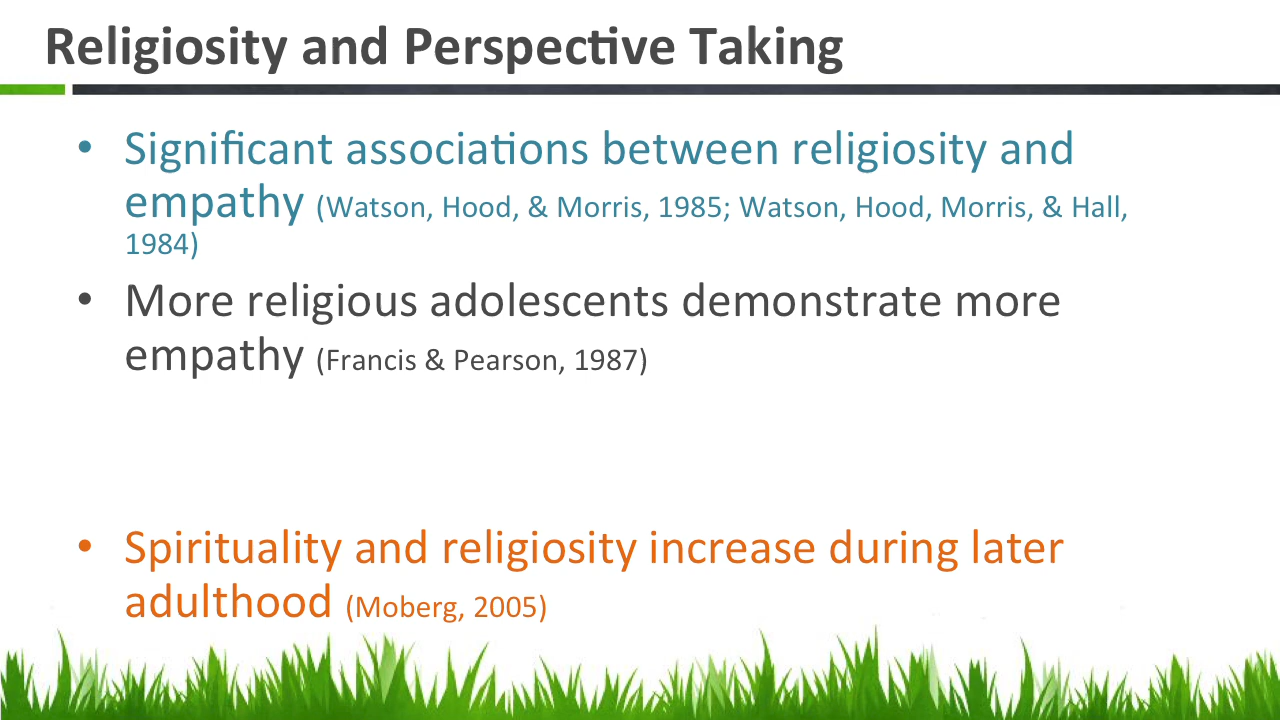 Religiosity and Perspective Taking
• Significant associations between religiosity and
empathy (Watson, Hood, & Morris, 1985; Watson, Hood, Morris, & Hall,
1984)
• More religious adolescents demonstrate more
empathy (Francis & Pearson, 1987)
• Spirituality and religiosity increase during later
adulthood (Moberg, 2005)